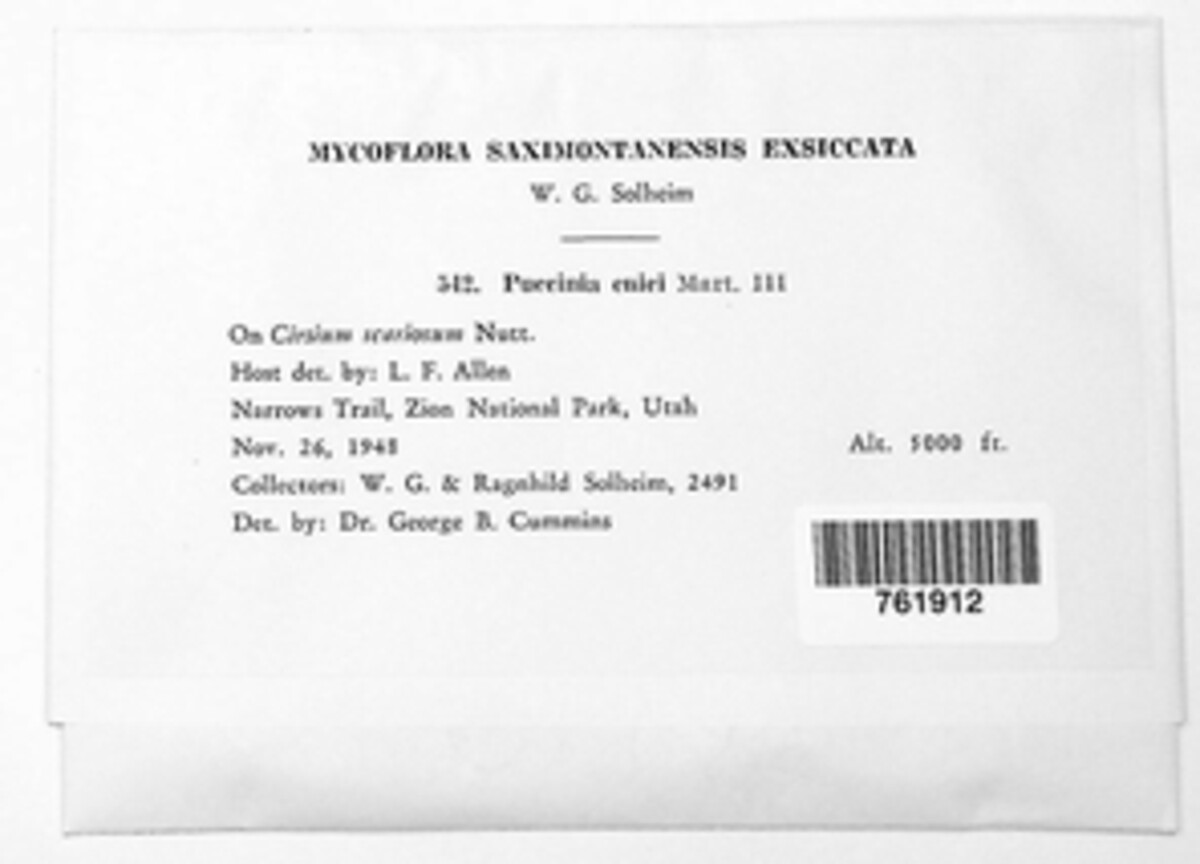 MYCOFLORA SAXIMONTANENSIS EXSICCATA
W. G. Solheim
542. Puccinia cnici Mart. III
On Cirsium scariosum Nutt.
Host det. by: L. F. Allen
Narrows Trail, Zion National Park, Utah
Nov. 26, 1948 Alt. 5000 ft.
Collectors: W. G. & Ragnhild Solheim, 2491
Det. by: Dr. George B. Cummins
761912